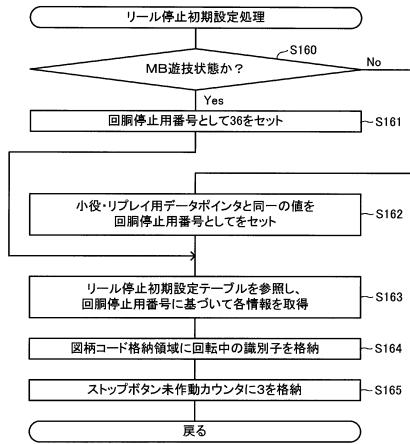 リール停止初期設定処理
S160
MB遊技状態か？
No
Yes
回胴停止用番号として36をセット
S161
小役・リプレイ用データポインタと同一の値を
回胴停止用番号としてをセット
S162
リール停止初期設定テーブルを参照し、
回胴停止用番号に基づいて各情報を取得
S163
図柄コード格納領域に回転中の識別子を格納
S164
ストップボタン未作動カウンタに3を格納
S165
戻る